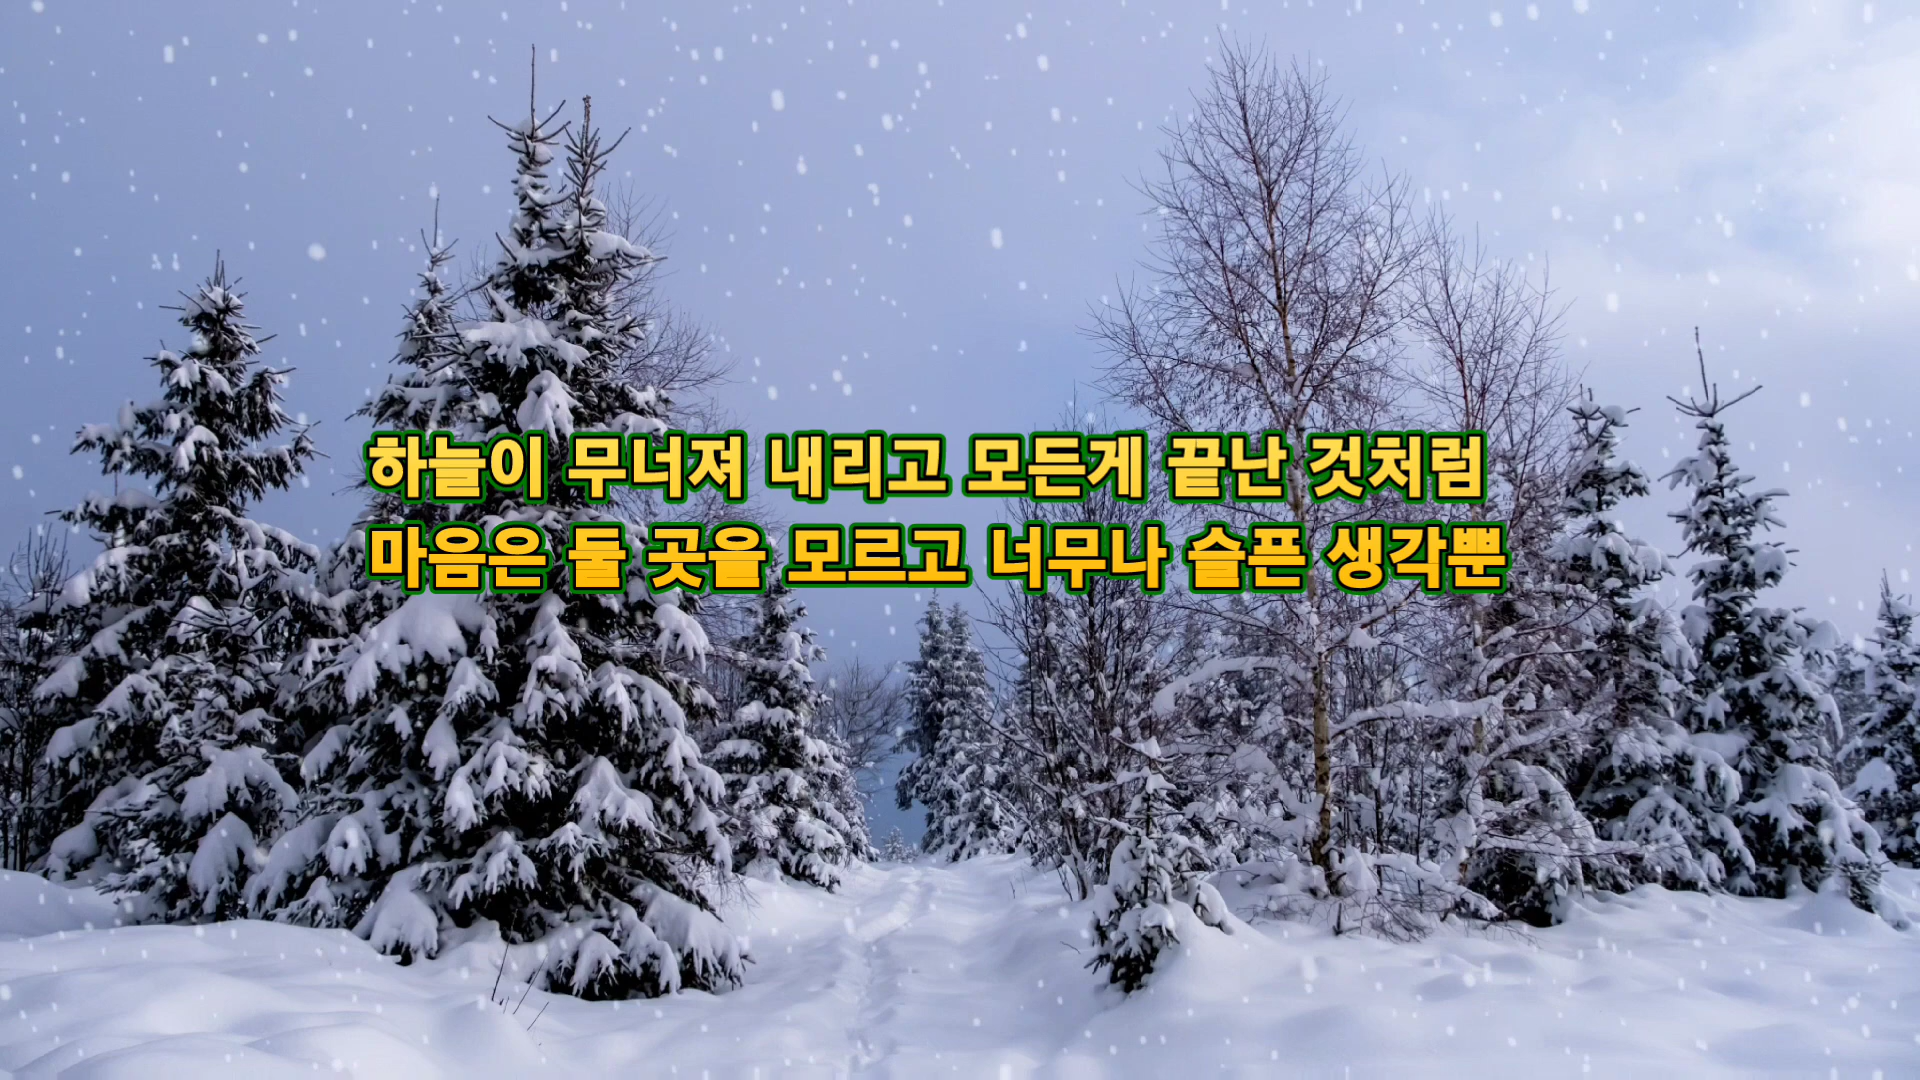 하늘이 무너져 내리고 모든게 끝난 것처럼
마음은 둘 곳을 모르고 너무나 슬픈 생각뿐